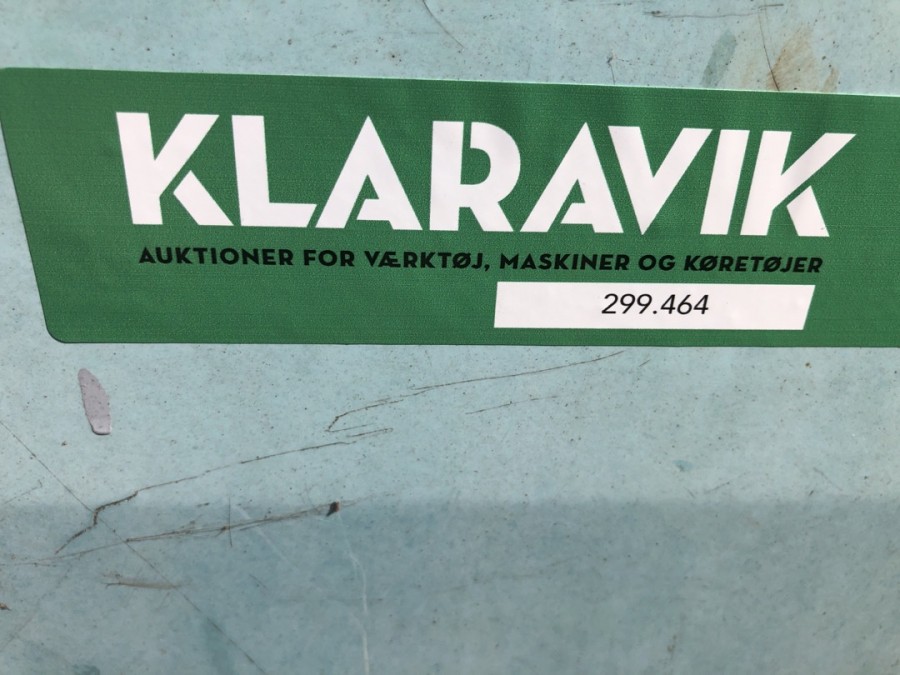 KLARAVIK
AUKTIONER FOR VÆRKTØJ, MASKINER OG KØRETØJER
299.464